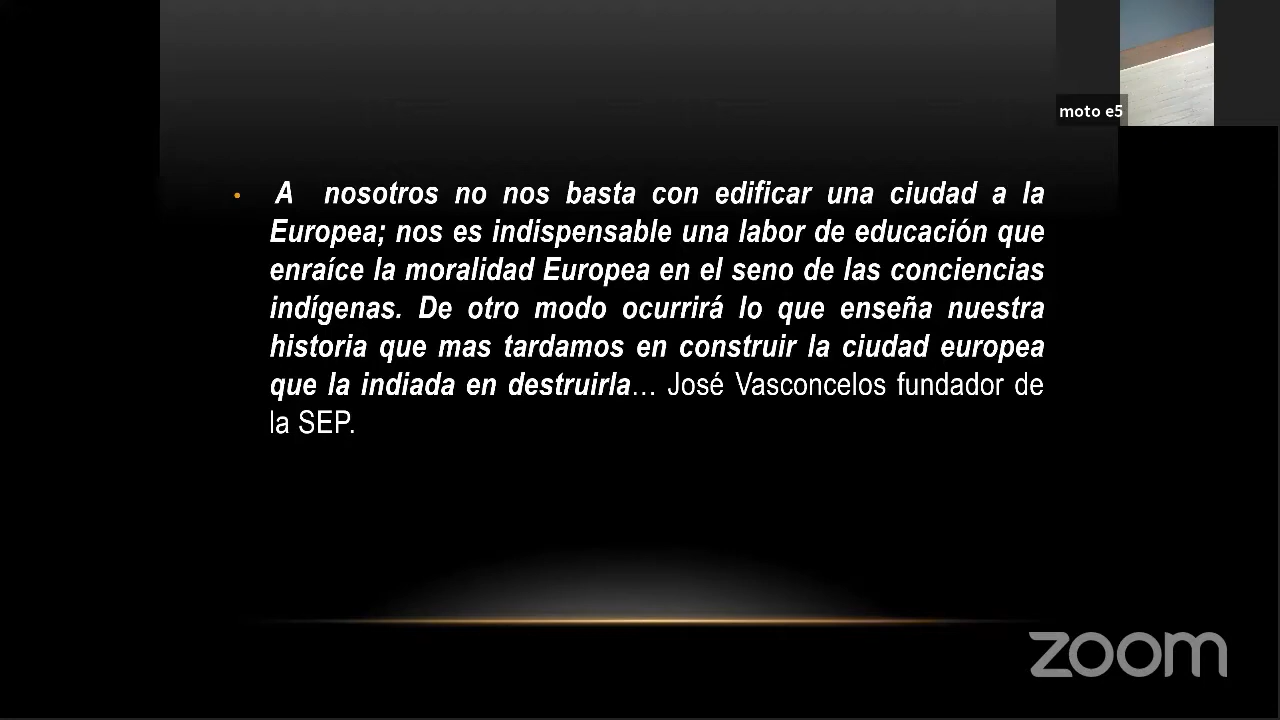 moto e5
• A nosotros no nos basta con edificar una ciudad a la
Europea; nos es indispensable una labor de educación que
enraíce la moralidad Europea en el seno de las conciencias
indígenas. De otro modo ocurrirá lo que enseña nuestra
historia que mas tardamos en construir la ciudad europea
que la indiada en destruirla… José Vasconcelos fundador de
la SEP.
zoom